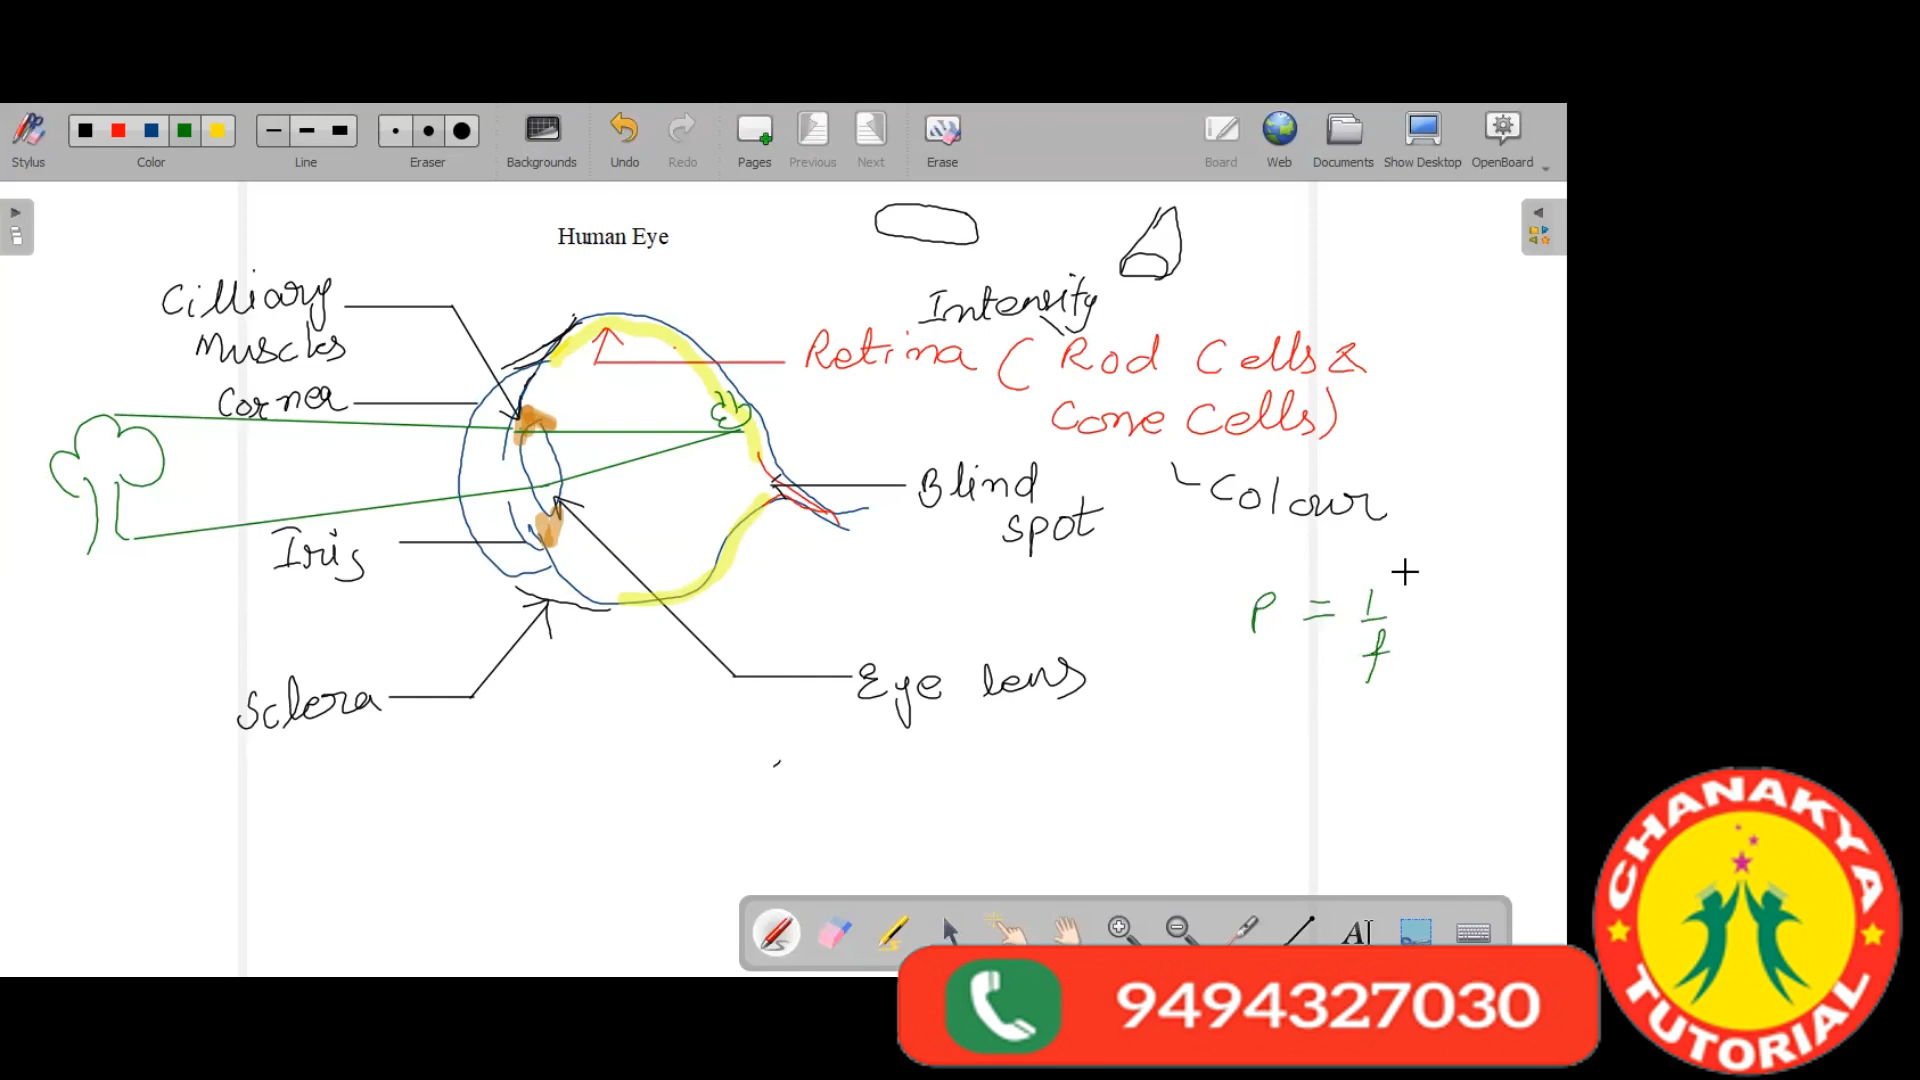 Stylus
Color
Line
Eraser
Backgrounds
Undo
Redo
Pages
Previous
Next
Erase
Board
Web
Documents
Show Desktop
OpenBoard
Human Eye
Cilliary
Muscles
Cornea
Iris
Sclera
Intensity
Retina ( Rod Cells &
Cone Cells)
Colour
Blind
spot
P = 1/f
Eye lens
AI
9494327030
CHANAKYA
TUTORIAL